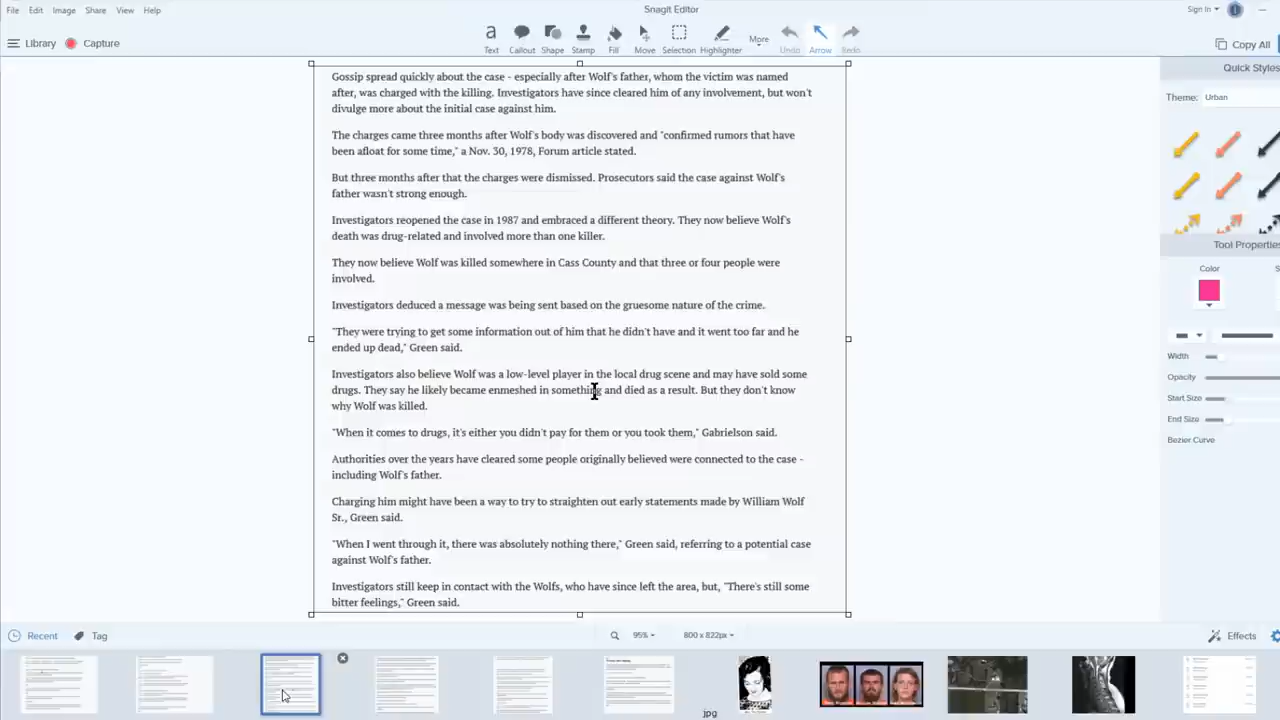 Snagit Editor
File Edit Image Share View Help
Sign In
Library Capture
Text Callout Shape Stamp Fill Move Selection Highlighter More Undo Arrow Redo
Copy All
Quick Styles
Theme: Urban
Gossip spread quickly about the case - especially after Wolf's father, whom the victim was named
after, was charged with the killing. Investigators have since cleared him of any involvement, but won't
divulge more about the initial case against him.
The charges came three months after Wolf's body was discovered and "confirmed rumors that have
been afloat for some time," a Nov. 30, 1978, Forum article stated.
But three months after that the charges were dismissed. Prosecutors said the case against Wolf's
father wasn't strong enough.
Investigators reopened the case in 1987 and embraced a different theory. They now believe Wolf's
death was drug-related and involved more than one killer.
They now believe Wolf was killed somewhere in Cass County and that three or four people were
involved.
Investigators deduced a message was being sent based on the gruesome nature of the crime.
"They were trying to get some information out of him that he didn't have and it went too far and he
ended up dead," Green said.
Investigators also believe Wolf was a low-level player in the local drug scene and may have sold some
drugs. They say he likely became enmeshed in something and died as a result. But they don't know
why Wolf was killed.
"When it comes to drugs, it's either you didn't pay for them or you took them," Gabrielson said.
Authorities over the years have cleared some people originally believed were connected to the case -
including Wolf's father.
Charging him might have been a way to try to straighten out early statements made by William Wolf
Sr., Green said.
"When I went through it, there was absolutely nothing there," Green said, referring to a potential case
against Wolf's father.
Investigators still keep in contact with the Wolfs, who have since left the area, but, "There's still some
bitter feelings," Green said.
Tool Properties
Color
S
Width
Opacity
Start Size
End Size
Bezier Curve
Recent Tag
95% 800 x 822px
Effects
jpg